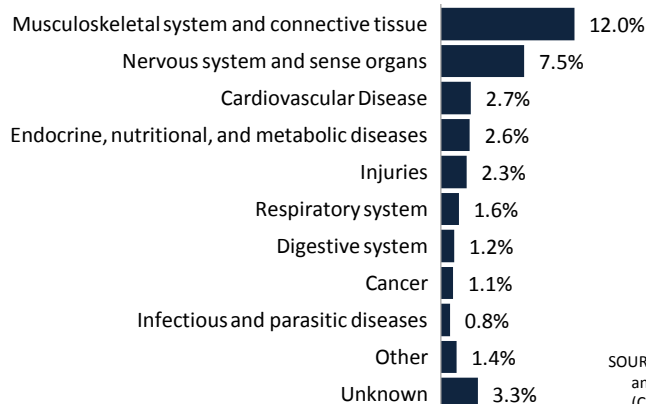 Musculoskeletal system and connective tissue 12.0%
Nervous system and sense organs 7.5%
Cardiovascular Disease 2.7%
Endocrine, nutritional, and metabolic diseases 2.6%
Injuries 2.3%
Respiratory system 1.6%
Digestive system 1.2%
Cancer 1.1%
Infectious and parasitic diseases 0.8%
Other 1.4%
Unknown 3.3%